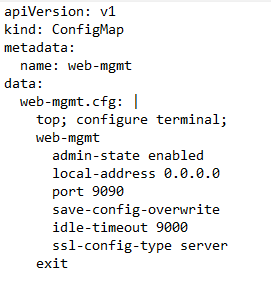 apiVersion: v1
kind: ConfigMap
metadata:
  name: web-mgmt
data:
  web-mgmt.cfg: |
    top; configure terminal;
    web-mgmt
      admin-state enabled
      local-address 0.0.0.0
      port 9090
      save-config-overwrite
      idle-timeout 9000
      ssl-config-type server
    exit